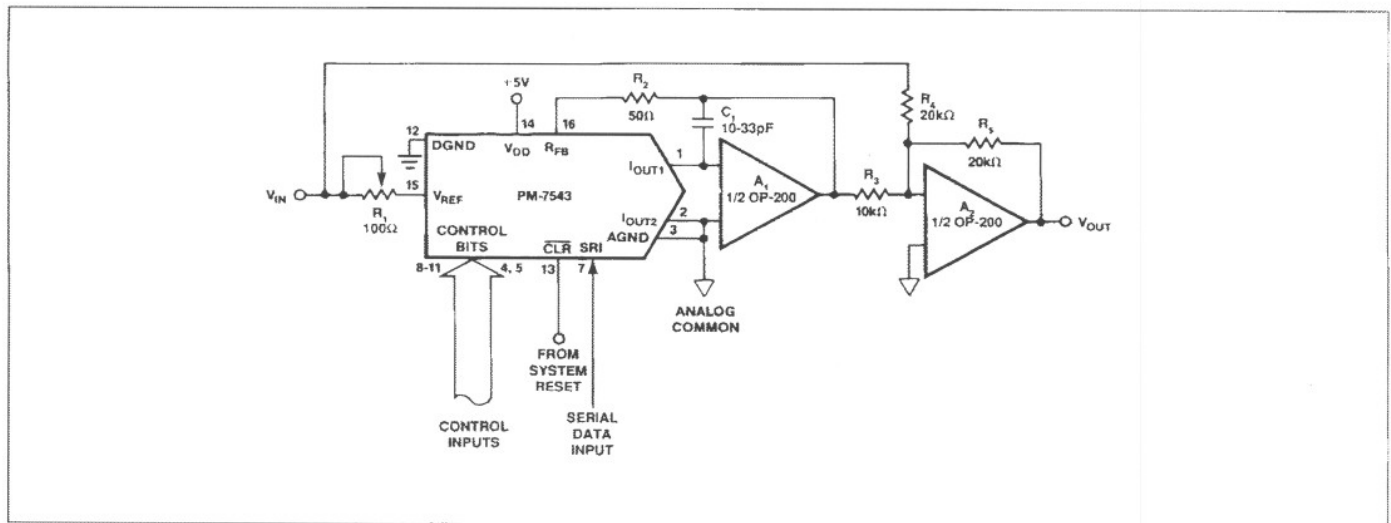 +5V
R2
50Ω
C1
10-33pF
R4
20kΩ
R5
20kΩ
12
14
16
DGND
VDD
RFB
IOUT1
1
VIN
15
VREF
PM-7543
A1
1/2 OP-200
R3
10kΩ
A2
1/2 OP-200
VOUT
R1
100Ω
IOUT2
2
AGND
3
CONTROL
BITS
CLR
SRI
8-11
4, 5
13
7
ANALOG
COMMON
FROM
SYSTEM
RESET
CONTROL
INPUTS
SERIAL
DATA
INPUT